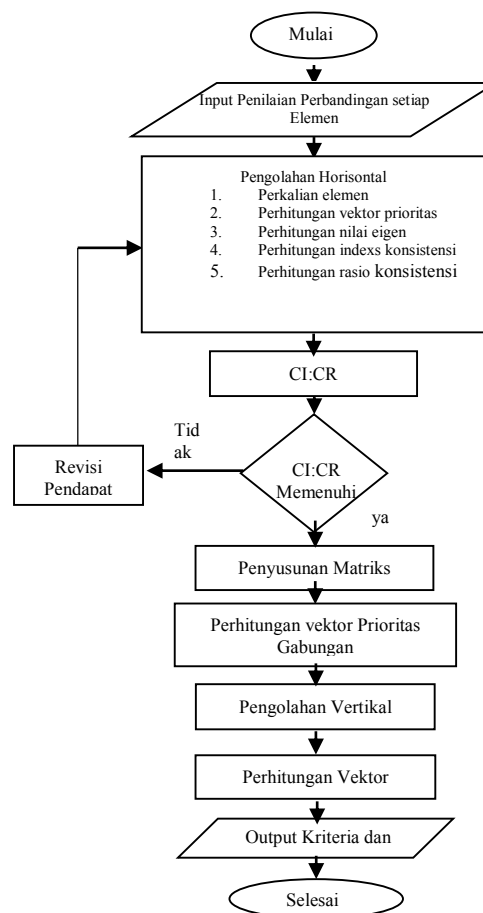 Mulai
Input Penilaian Perbandingan setiap
Elemen
Pengolahan Horisontal
1. Perkalian elemen
2. Perhitungan vektor prioritas
3. Perhitungan nilai eigen
4. Perhitungan indexs konsistensi
5. Perhitungan rasio konsistensi
CI:CR
Tid
ak
Revisi
Pendapat
CI:CR
Memenuhi
ya
Penyusunan Matriks
Perhitungan vektor Prioritas
Gabungan
Pengolahan Vertikal
Perhitungan Vektor
Output Kriteria dan
Selesai